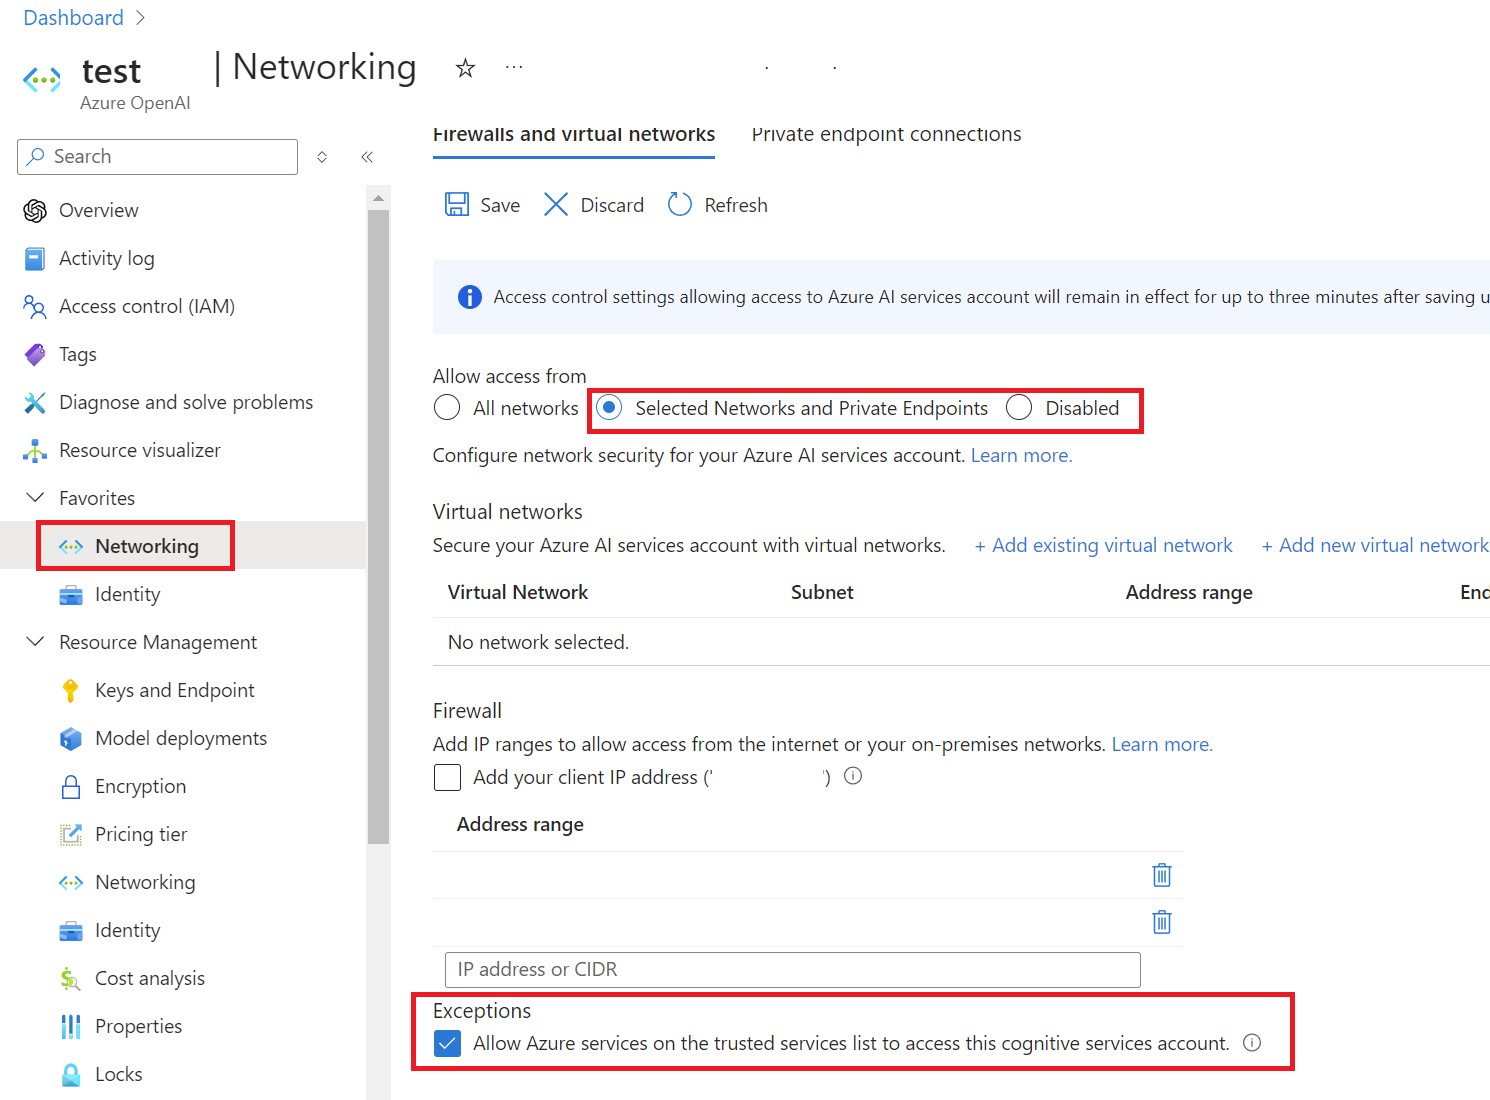 Dashboard
test | Networking
Azure OpenAI
Search
Overview
Activity log
Access control (IAM)
Tags
Diagnose and solve problems
Resource visualizer
Favorites
Networking
Identity
Resource Management
Keys and Endpoint
Model deployments
Encryption
Pricing tier
Networking
Identity
Cost analysis
Properties
Locks
Firewalls and virtual networks Private endpoint connections
Save Discard Refresh
Access control settings allowing access to Azure AI services account will remain in effect for up to three minutes after saving u
Allow access from
All networks Selected Networks and Private Endpoints Disabled
Configure network security for your Azure AI services account. Learn more.
Virtual networks
Secure your Azure AI services account with virtual networks. + Add existing virtual network + Add new virtual network
Virtual Network Subnet Address range End
No network selected.
Firewall
Add IP ranges to allow access from the internet or your on-premises networks. Learn more.
Add your client IP address (' ')
Address range
IP address or CIDR
Exceptions
Allow Azure services on the trusted services list to access this cognitive services account.